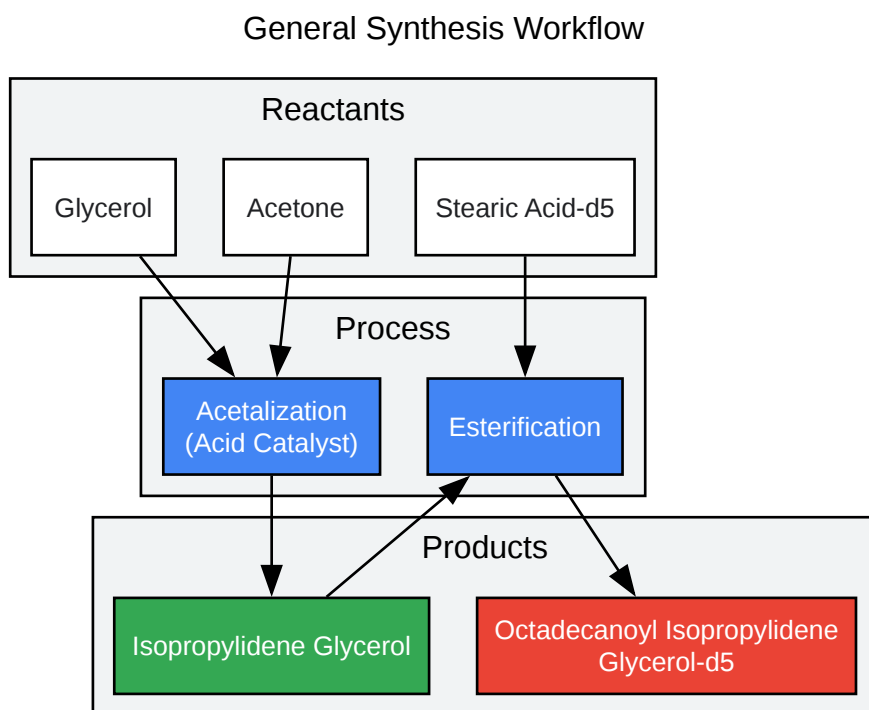 General Synthesis Workflow
Reactants
Glycerol
Acetone
Stearic Acid-d5
Process
Acetalization
(Acid Catalyst)
Esterification
Products
Isopropylidene Glycerol
Octadecanoyl Isopropylidene
Glycerol-d5